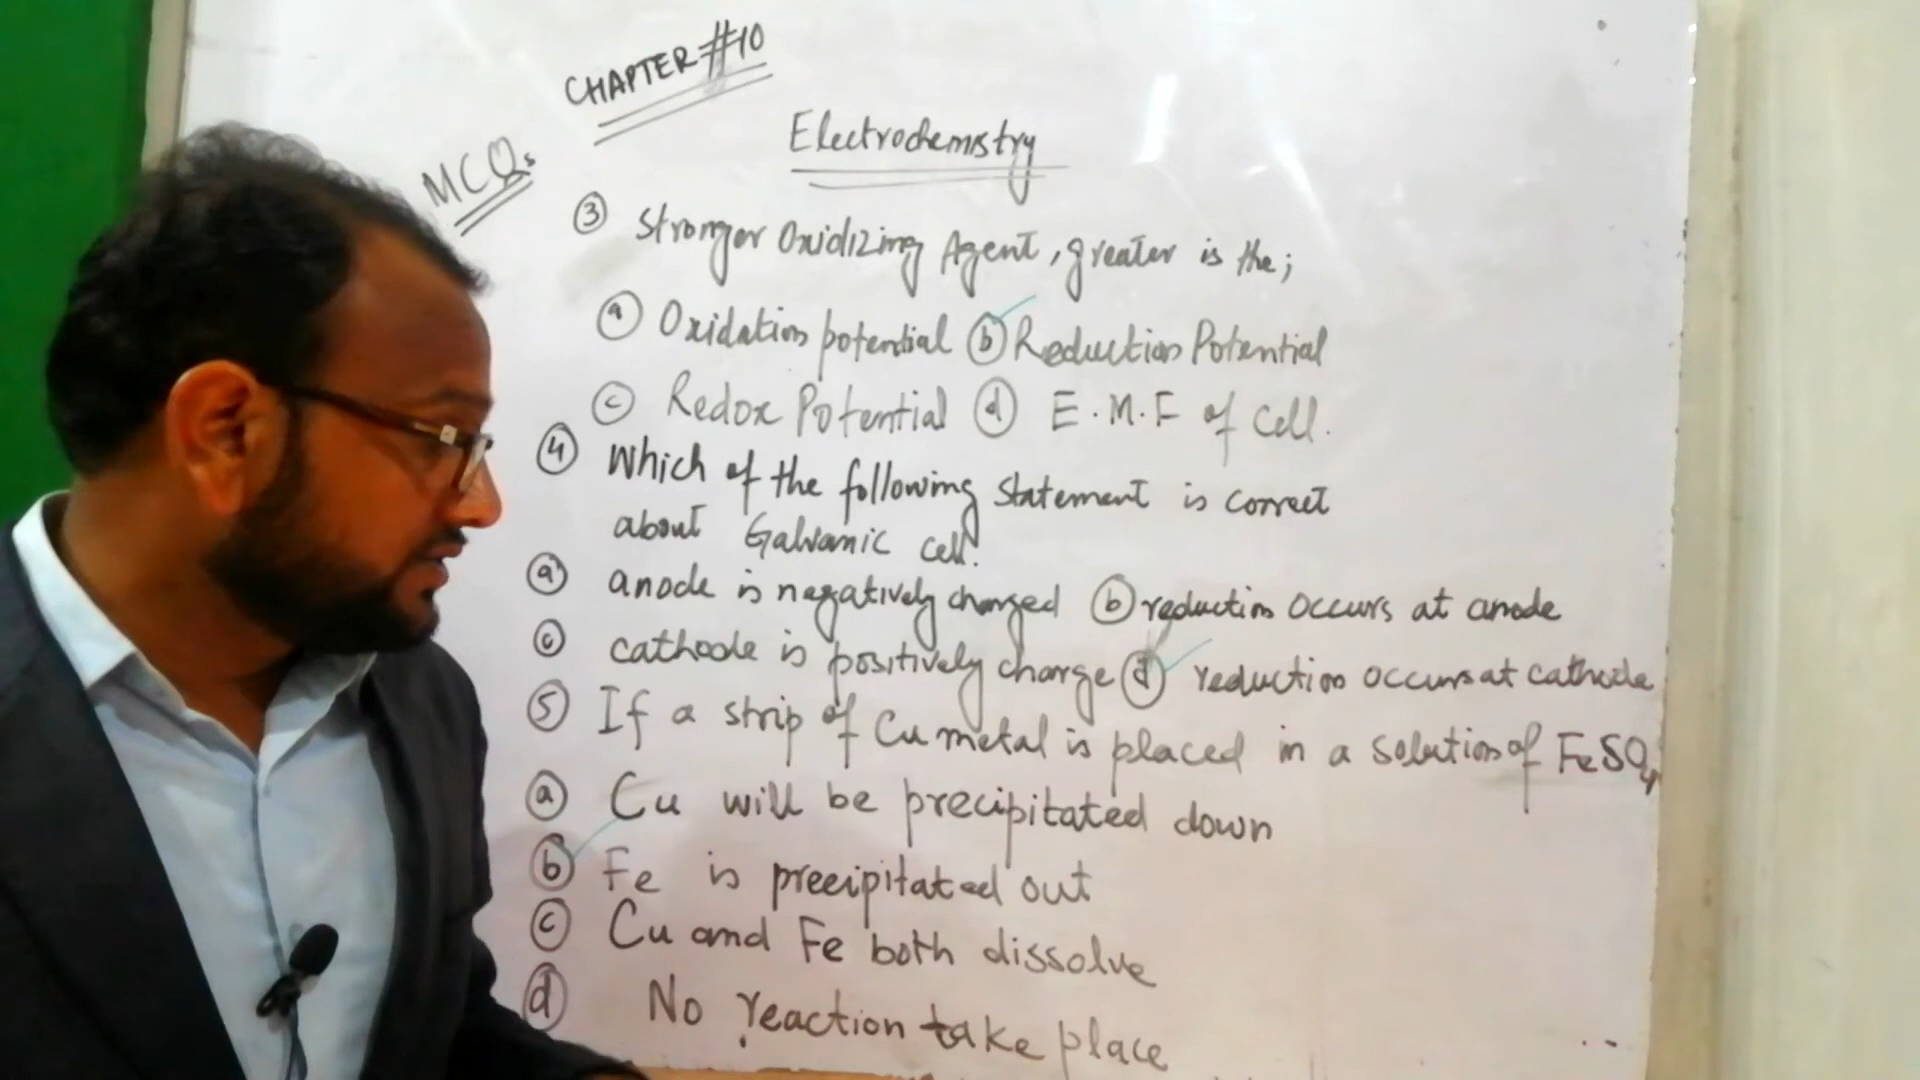 CHAPTER #10
Electrochemistry
MCQs
③ Stronger Oxidizing Agent, greater is the;
ⓐ Oxidation potential ⓑ Reduction Potential
ⓒ Redox Potential ⓓ E.M.F of Cell.
④ Which of the following statement is correct
about Galvanic cell.
ⓐ anode is negatively charged ⓑ reduction occurs at anode
ⓒ cathode is positively charge ⓓ reduction occurs at cathode
⑤ If a strip of Cu metal is placed in a solution of FeSO₄
ⓐ Cu will be precipitated down
ⓑ Fe is precipitated out
ⓒ Cu and Fe both dissolve
ⓓ No reaction take place